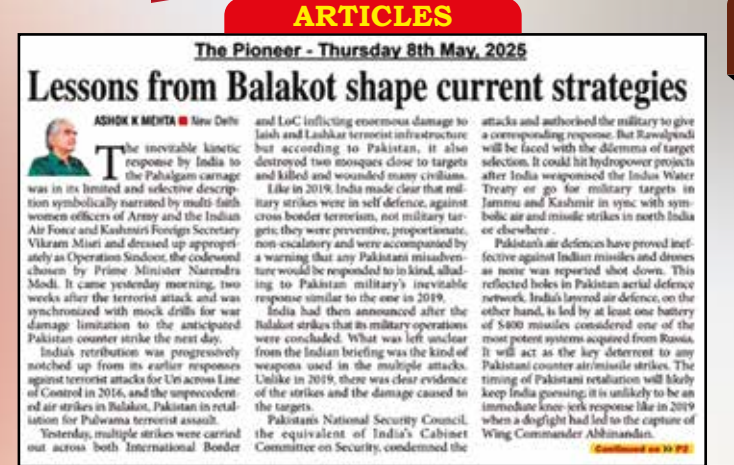 ARTICLES
The Pioneer - Thursday 8th May, 2025
Lessons from Balakot shape current strategies
ASHOK K MEHTA ■ New Delhi
The inevitable kinetic
response by India to
the Pahalgam carnage
was in its limited and selective descrip-
tion symbolically narrated by multi-faith
women officers of Army and the Indian
Air Force and Kashmiri Foreign Secretary
Vikram Misri and dressed up appropri-
ately as Operation Sindoor, the codeword
chosen by Prime Minister Narendra
Modi. It came yesterday morning, two
weeks after the terrorist attack and was
synchronized with mock drills for war
damage limitation to the anticipated
Pakistan counter strike the next day.
India's retribution was progressively
notched up from its earlier responses
against terrorist attacks for Uri across Line
of Control in 2016, and the unprecedent-
ed air strikes in Balakot, Pakistan in retal-
iation for Pulwama terrorist assault.
Yesterday, multiple strikes were carried
out across both International Border
and LoC inflicting enormous damage to
Jaish and Lashkar terrorist infrastructure
but according to Pakistan, it also
destroyed two mosques close to targets
and killed and wounded many civilians.
Like in 2019, India made clear that mil-
itary strikes were in self defence, against
cross border terrorism, not military tar-
gets; they were preventive, proportionate,
non-escalatory and were accompanied by
a warning that any Pakistani misadven-
ture would be responded to in kind, allud-
ing to Pakistan military's inevitable
response similar to the one in 2019.
India had then announced after the
Balakot strikes that its military operations
were concluded. What was left unclear
from the Indian briefing was the kind of
weapons used in the multiple attacks.
Unlike in 2019, there was clear evidence
of the strikes and the damage caused to
the targets.
Pakistan's National Security Council,
the equivalent of India's Cabinet
Committee on Security, condemned the
attacks and authorised the military to give
a corresponding response. But Rawalpindi
will be faced with the dilemma of target
selection. It could hit hydropower projects
after India weaponised the Indus Water
Treaty or go for military targets in
Jammu and Kashmir in sync with sym-
bolic air and missile strikes in north India
or elsewhere .
Pakistan's air defences have proved inef-
fective against Indian missiles and drones
as none was reported shot down. This
reflected holes in Pakistan aerial defence
network. India's layered air defence, on the
other hand, is led by at least one battery
of S400 missiles considered one of the
most potent systems acquired from Russia.
It will act as the key deterrent to any
Pakistani counter air/missile strikes. The
timing of Pakistani retaliation will likely
keep India guessing; it is unlikely to be an
immediate knee-jerk response like in 2019
when a dogfight had led to the capture of
Wing Commander Abhinandan.
Continued on >> P2